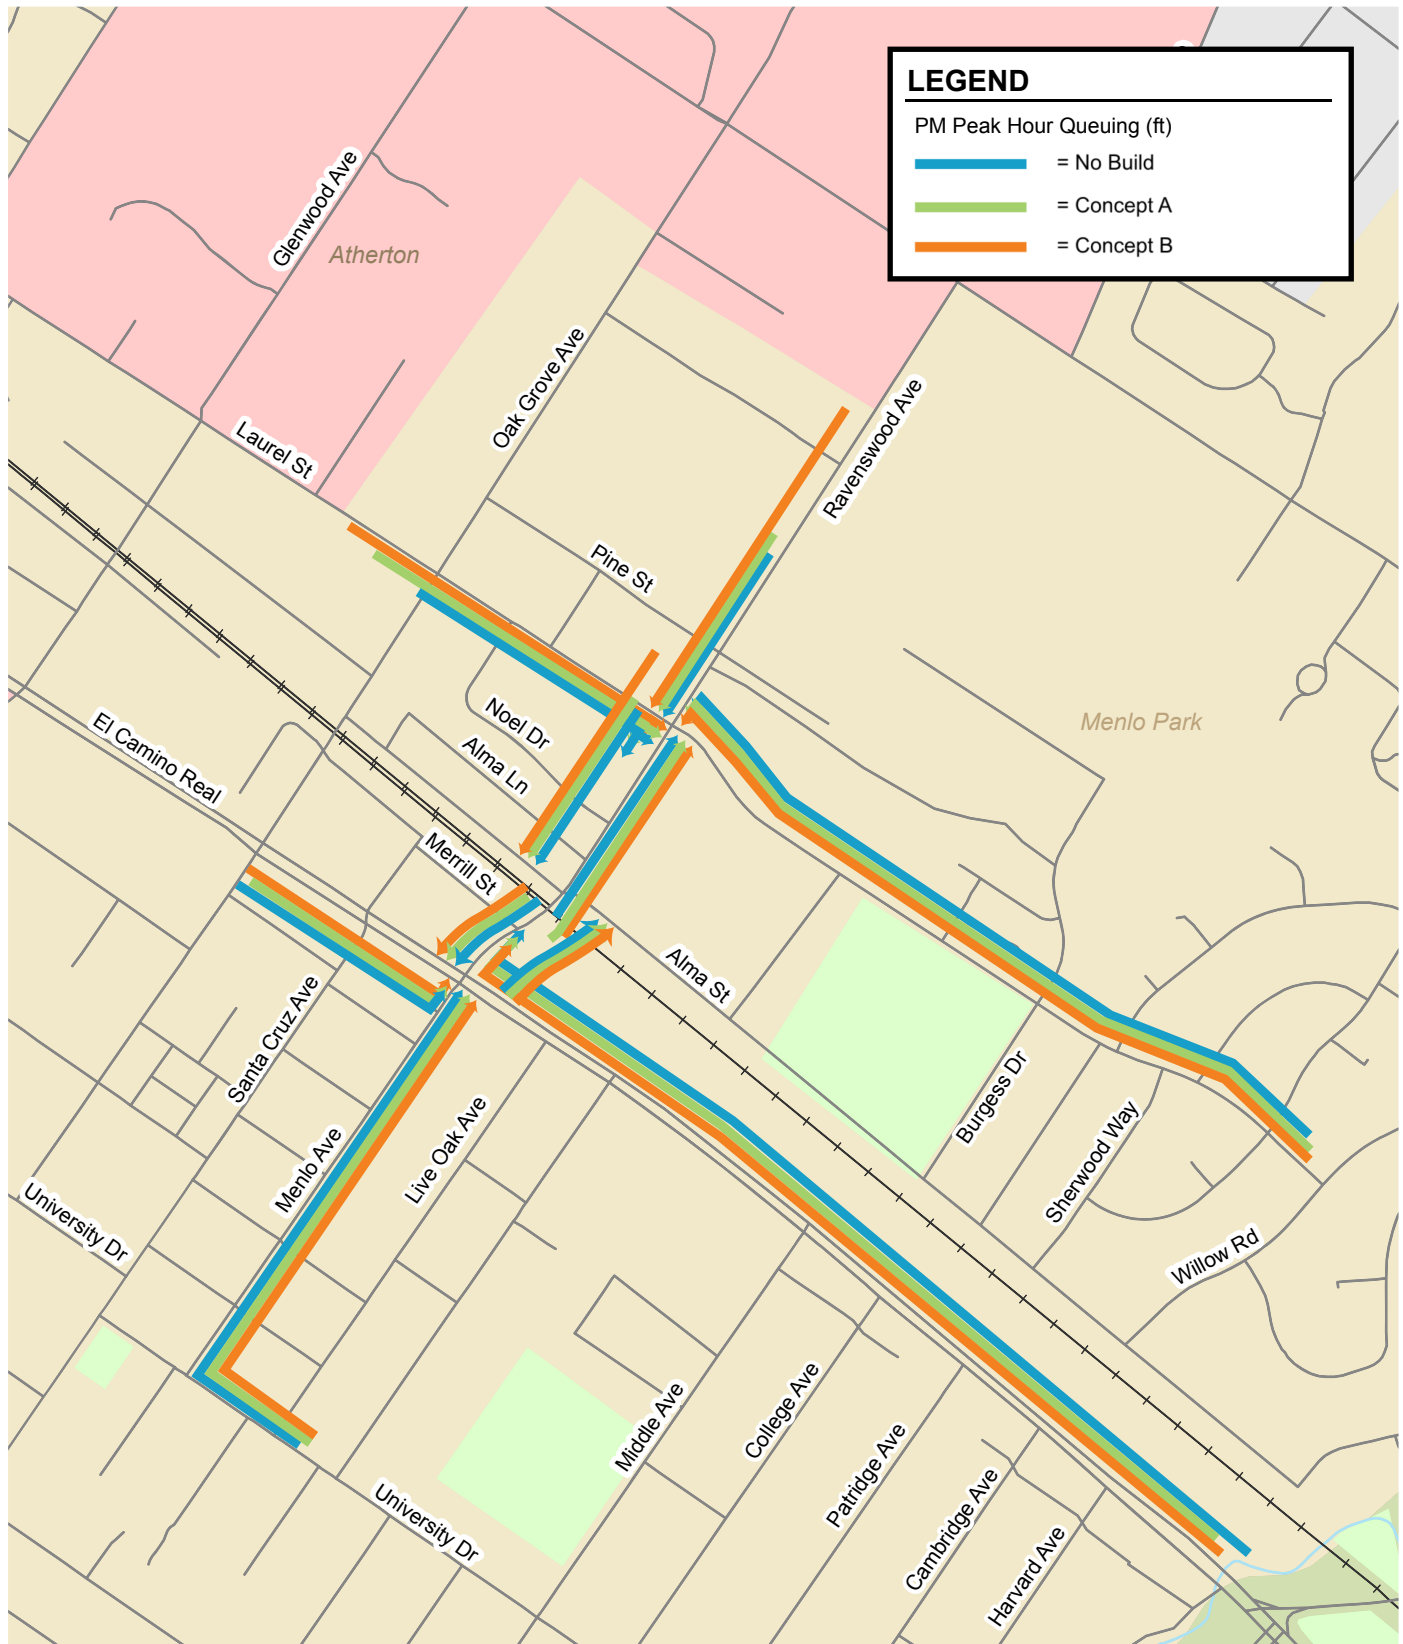 LEGEND
PM Peak Hour Queuing (ft)
= No Build
= Concept A
= Concept B
Glenwood Ave
Atherton
Oak Grove Ave
Ravenswood Ave
Laurel St
Pine St
Menlo Park
Noel Dr
Alma Ln
El Camino Real
Merrill St
Alma St
Santa Cruz Ave
Burgess Dr
Sherwood Way
Menlo Ave
Live Oak Ave
University Dr
Willow Rd
Middle Ave
College Ave
Patridge Ave
Cambridge Ave
University Dr
Harvard Ave